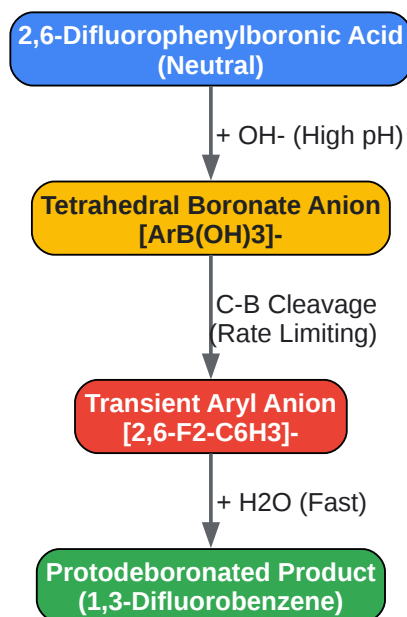 2,6-Difluorophenylboronic Acid
(Neutral)
+ OH- (High pH)
Tetrahedral Boronate Anion
[ArB(OH)3]-
C-B Cleavage
(Rate Limiting)
Transient Aryl Anion
[2,6-F2-C6H3]-
+ H2O (Fast)
Protodeboronated Product
(1,3-Difluorobenzene)